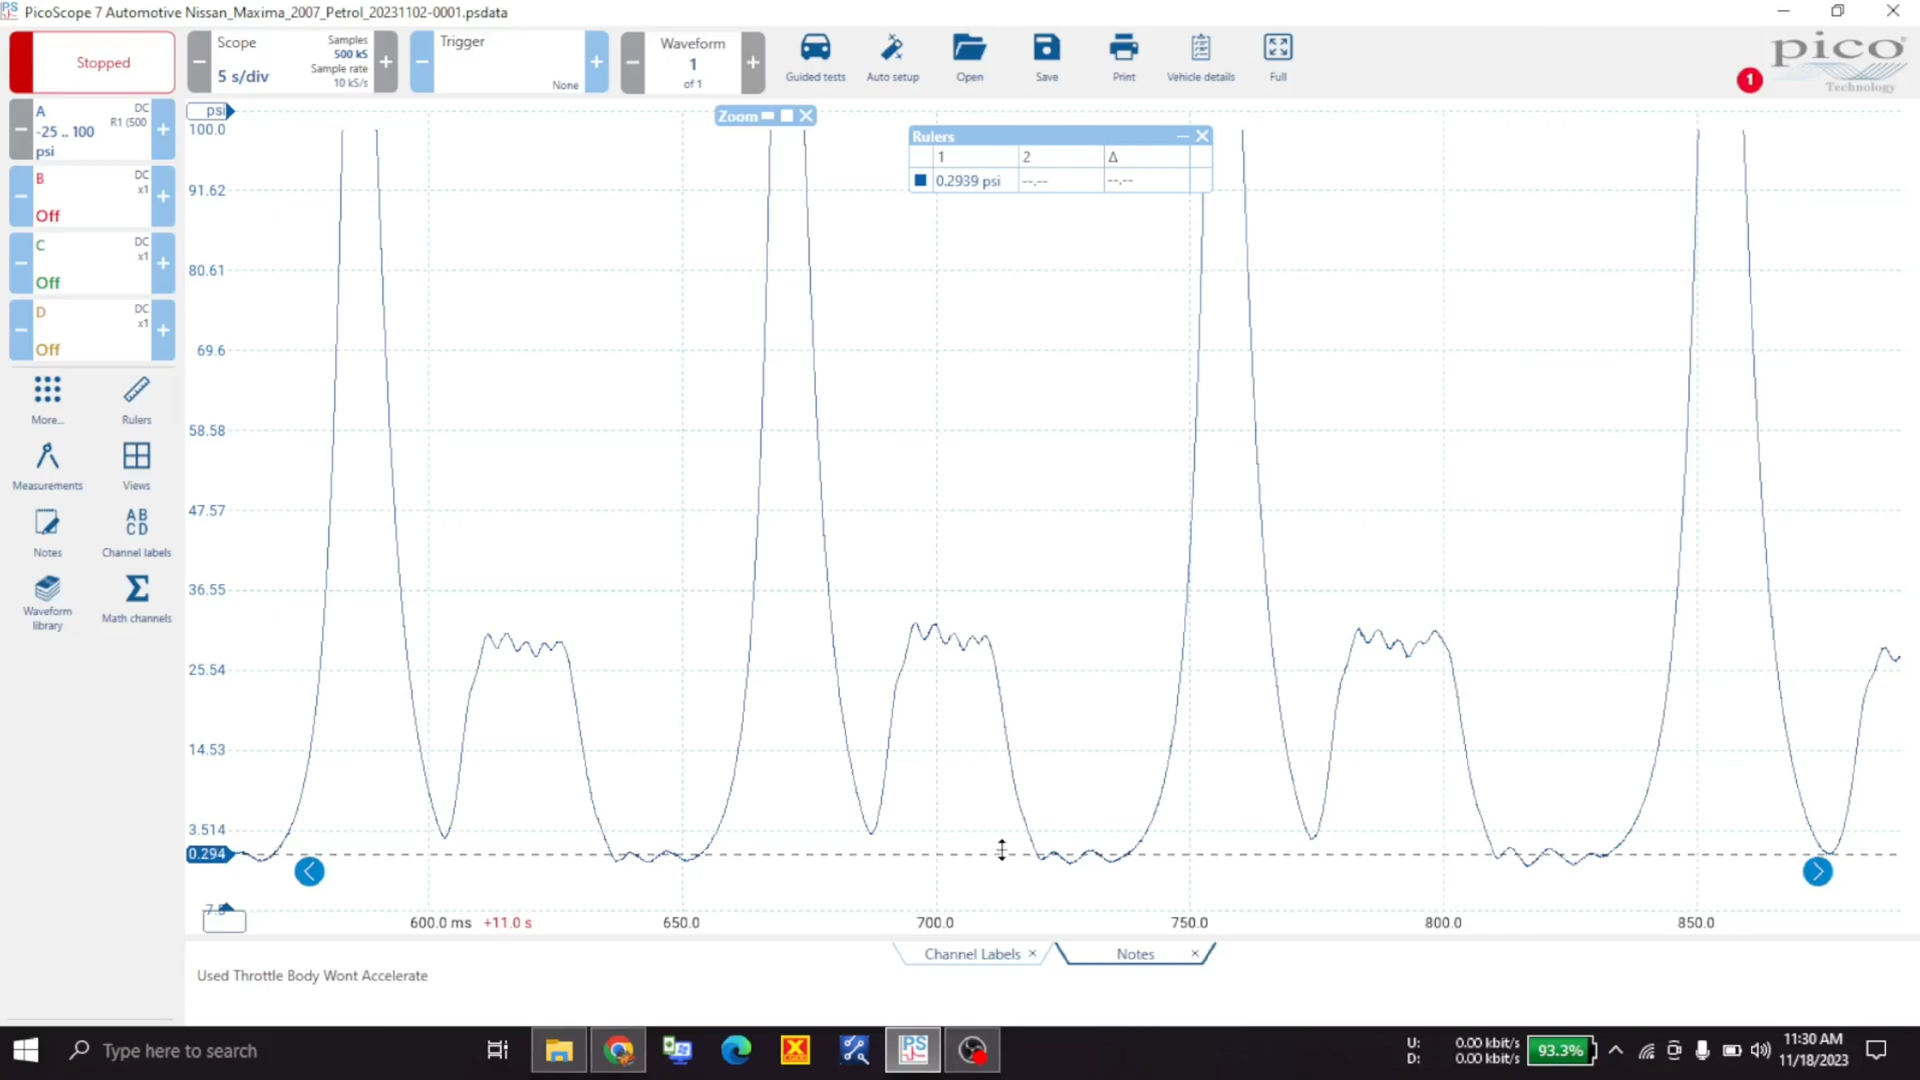 PicoScope 7 Automotive Nissan_Maxima_2007_Petrol_20231102-0001.psdata
Stopped
Scope
5 s/div
Samples
500 kS
Sample rate
10 kS/s
Trigger
None
Waveform
1
of 1
Guided tests
Auto setup
Open
Save
Print
Vehicle details
Full
1
pico
Technology
A
-25 .. 100
psi
DC
R1 (500
B
Off
DC
x1
C
Off
DC
x1
D
Off
DC
x1
More...
Rulers
Measurements
Views
Notes
A B
C D
Channel labels
Waveform
library
Math channels
psi
100.0
91.62
80.61
69.6
58.58
47.57
36.55
25.54
14.53
3.514
0.294
Zoom
Rulers
1 2 Δ
0.2939 psi --.-- --.--
600.0 ms +11.0 s 650.0 700.0 750.0 800.0 850.0
Channel Labels
Notes
Used Throttle Body Wont Accelerate
Type here to search
PS
U: 0.00 kbit/s
D: 0.00 kbit/s
93.3%
11:30 AM
11/18/2023